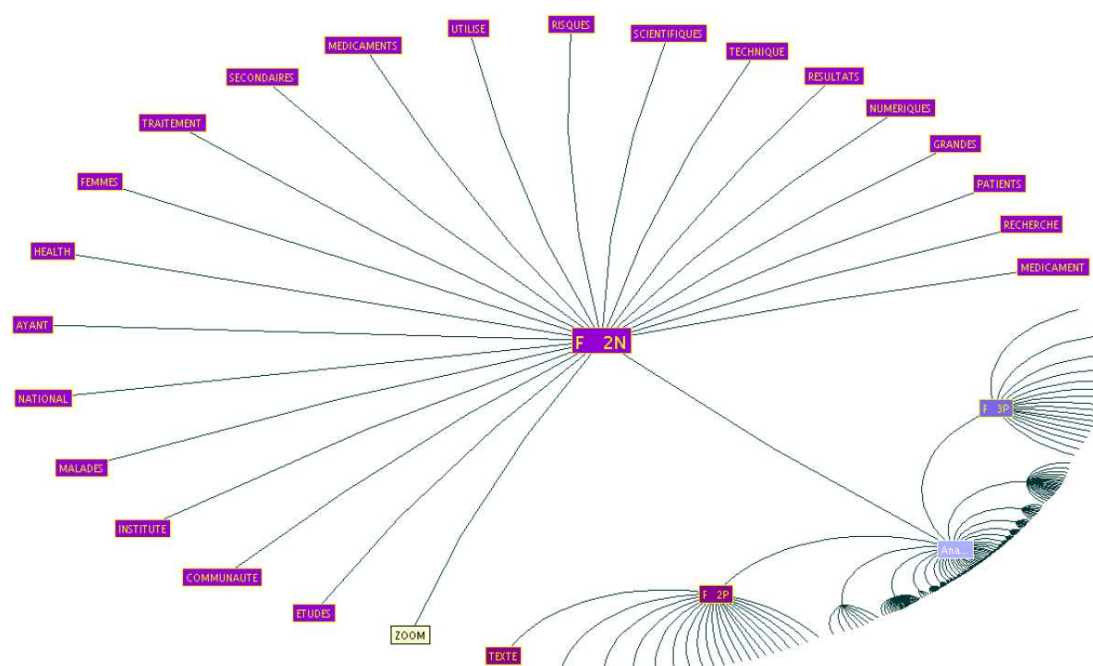 RISQUES
UTILISE
SCIENTIFIQUES
MEDICAMENTS
TECHNIQUE
SECONDAIRES
RESULTATS
NUMERIQUES
TRAITEMENT
GRANDES
FEMMES
PATIENTS
RECHERCHE
HEALTH
MEDICAMENT
AYANT
F 2N
NATIONAL
F 3P
MALADES
INSTITUTE
Ana...
COMMUNAUTE
F 2P
ETUDES
ZOOM
TEXTE